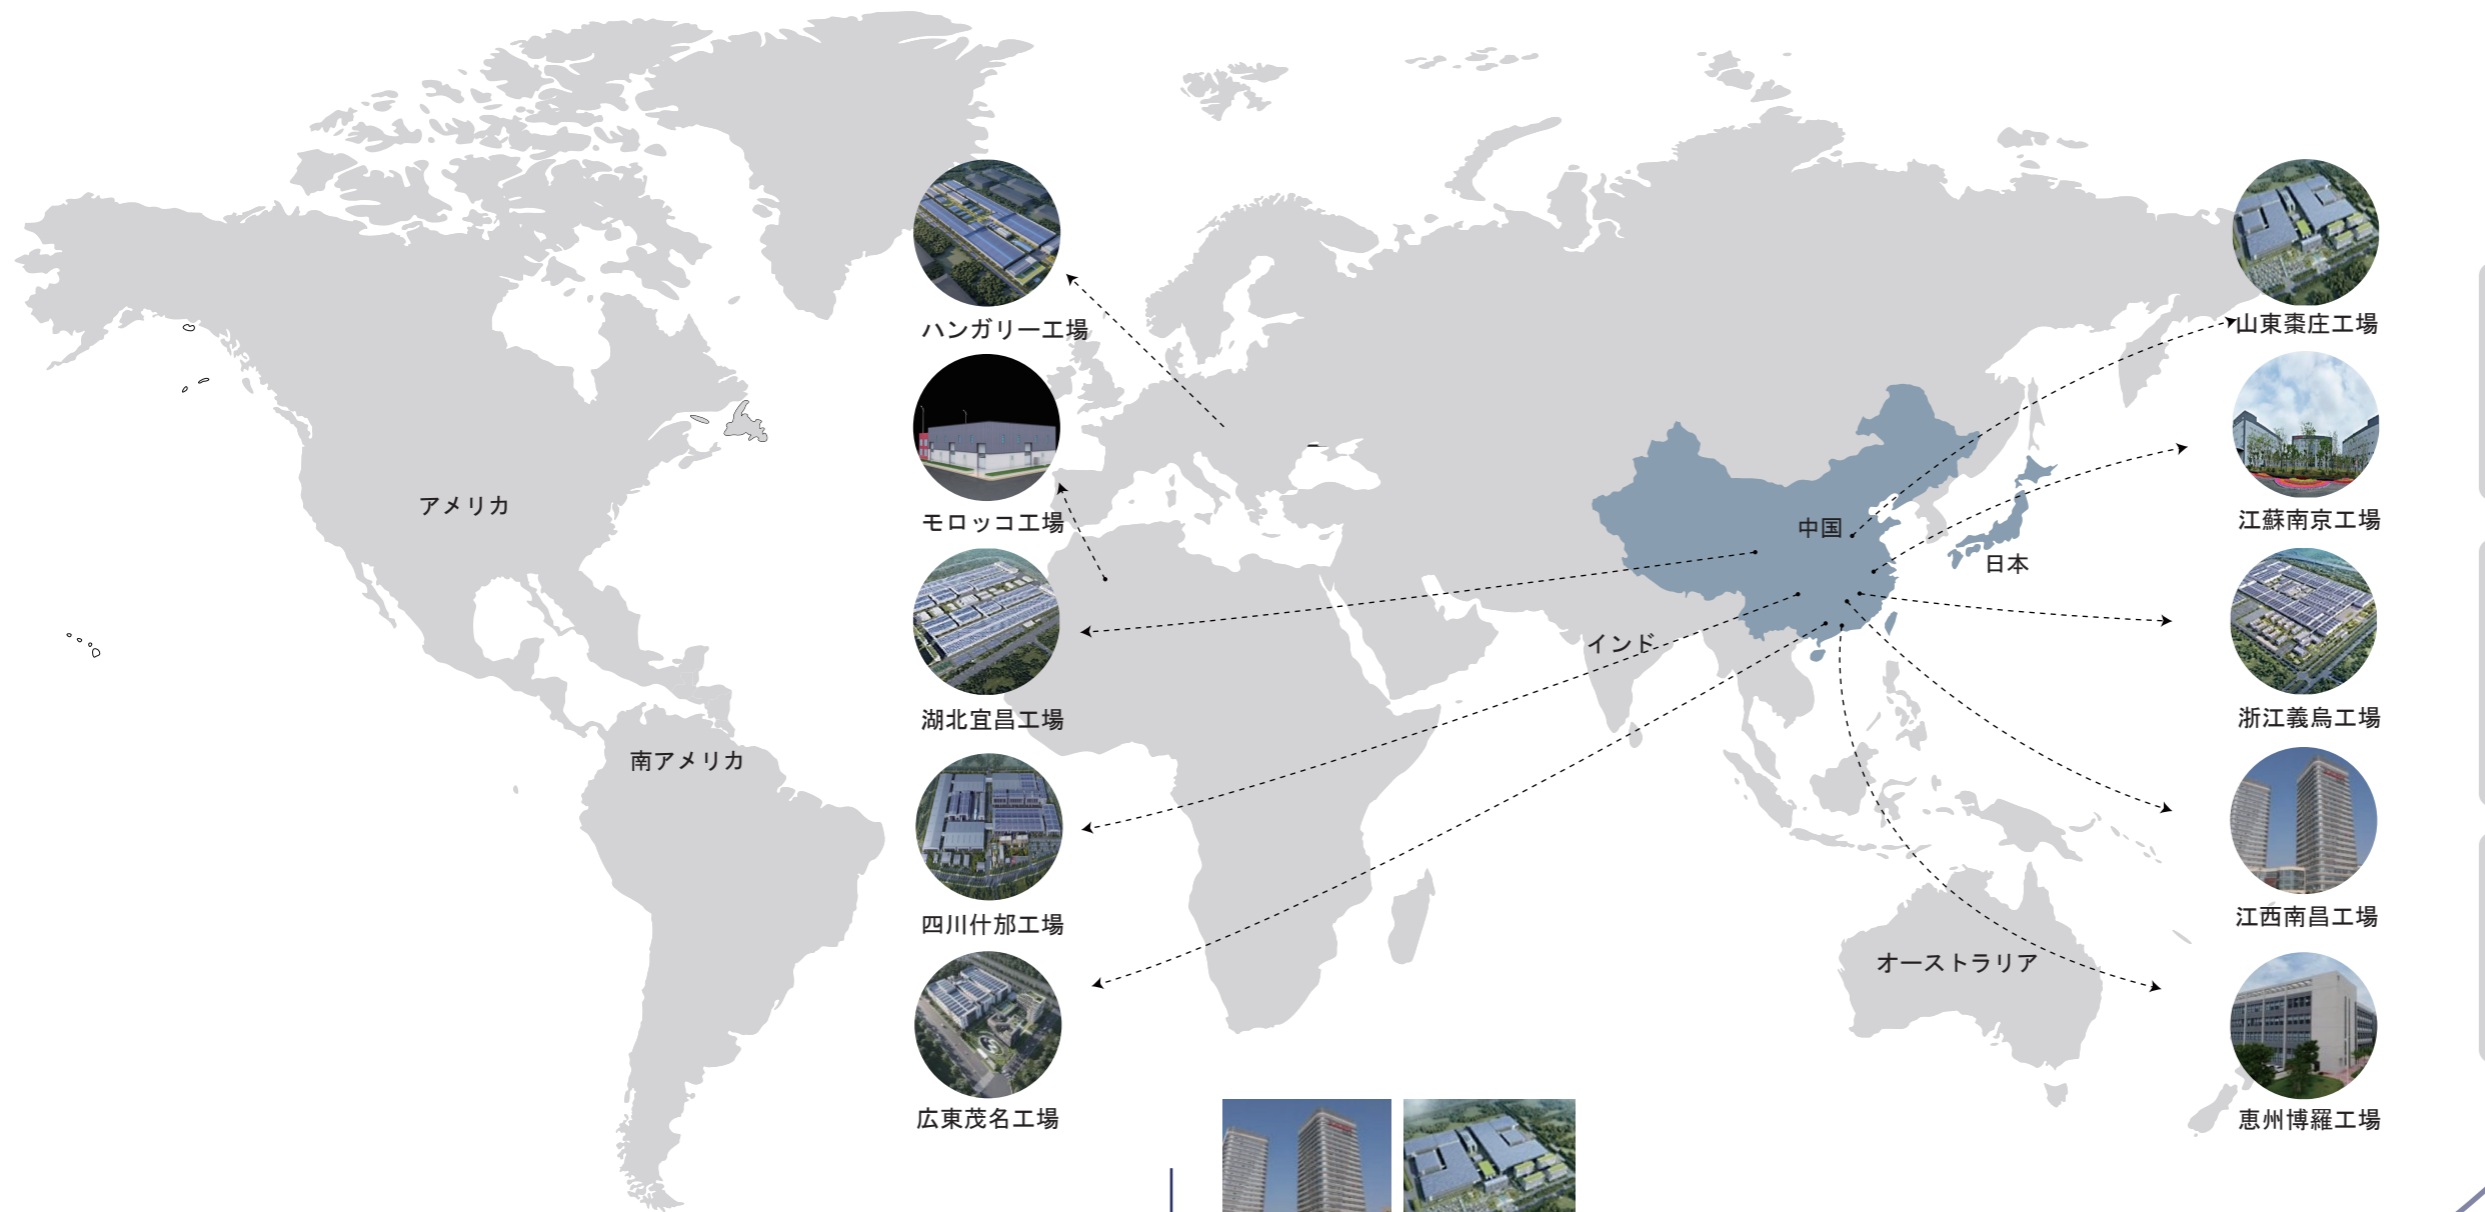 ハンガリー工場
モロッコ工場
湖北宜昌工場
四川什邡工場
広東茂名工場
アメリカ
南アメリカ
中国
日本
インド
オーストラリア
山東棗庄工場
江蘇南京工場
浙江義烏工場
江西南昌工場
恵州博羅工場